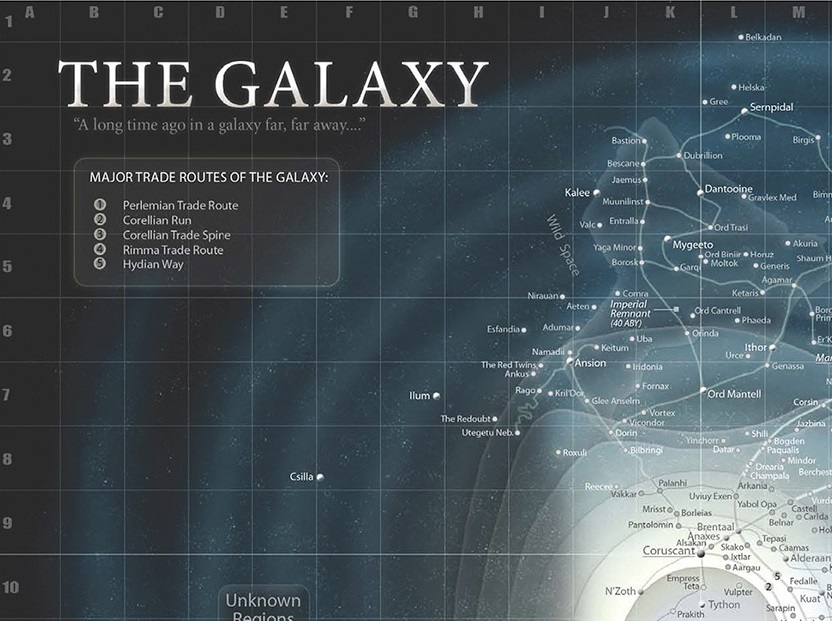 A B C D E F G H I J K L M
1
Belkadan
2
THE GALAXY
Helska
Gree
Sernpidal
"A long time ago in a galaxy far, far away...."
3
Plooma
Birgis
Bastion
Dubrillion
Bescane
MAJOR TRADE ROUTES OF THE GALAXY:
Jaemus
Kalee
Dantooine
4
1 Perlemian Trade Route
Muunilinst
Gravlex Med
2 Corellian Run
Valc
Entralla
3 Corellian Trade Spine
Ord Trasi
4 Rimma Trade Route
Wild Space
Yaga Minor
Mygeeto
Akuria
5
5 Hydian Way
Borosk
Garqi
Ord Biniir
Horuz
Moltok
Generis
Shaum H
Agamar
Ketaris
Nirauan
Comra
Aeten
Imperial
Remnant
(40 ABY)
Ord Cantrell
Phaeda
6
Esfandia
Adumar
Orinda
Uba
Namadii
Keitum
Ithor
Urce
The Red Twins
Ansion
Ankus
Iridonia
Genassa
7
Rago
Kril'Dor
Fornax
Ilum
Glee Anselm
Ord Mantell
Corsin
The Redoubt
Vortex
Vicondor
Jazbina
Utegetu Neb.
Dorin
Shili
8
Yinchorr
Bogden
Roxuli
Bilbringi
Datar
Paqualis
Mindor
Drearia
Champala
Csilla
Reecee
Palanhi
Arkania
Vakkar
Uviuy Exen
9
Mrisst
Borleias
Yabol Opa
Castell
Carida
Pantolomin
Brentaal
Belnar
Anaxes
Alsakan
Tepasi
Coruscant
Skako
Caamas
Ixtlar
Alderaan
Aargau
10
Empress
Teta
5
2
N'Zoth
Vulpter
Fedalle
Unknown
Regions
Tython
Kuat
Prakith
Sarapin